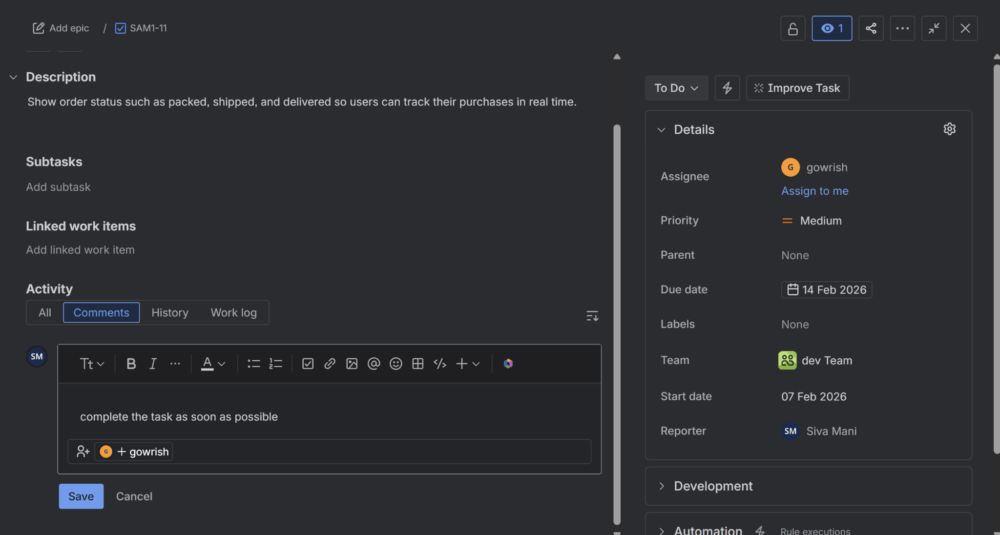 Add epic / SAM1-11
1
Description
Show order status such as packed, shipped, and delivered so users can track their purchases in real time.
Subtasks
Add subtask
Linked work items
Add linked work item
Activity
All Comments History Work log
SM
Tt B I ... A
complete the task as soon as possible
G + gowrish
Save Cancel
To Do Improve Task
Details
Assignee G gowrish
Assign to me
Priority Medium
Parent None
Due date 14 Feb 2026
Labels None
Team dev Team
Start date 07 Feb 2026
Reporter SM Siva Mani
Development
Automation Rule executions